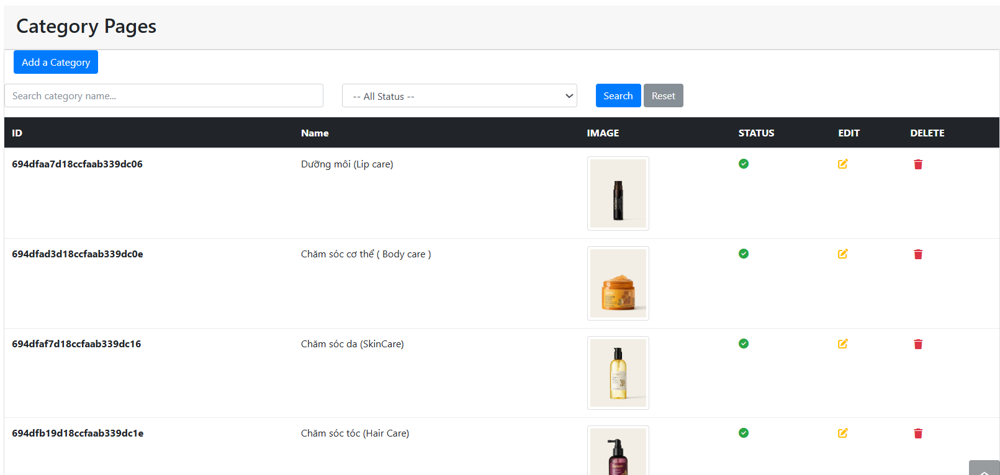 Category Pages
Add a Category
Search category name...
-- All Status --
Search Reset
ID Name IMAGE STATUS EDIT DELETE
694dfaa7d18ccfaab339dc06 Dưỡng môi (Lip care)
694dfad3d18ccfaab339dc0e Chăm sóc cơ thể ( Body care )
694dfaf7d18ccfaab339dc16 Chăm sóc da (SkinCare)
694dfb19d18ccfaab339dc1e Chăm sóc tóc (Hair Care)